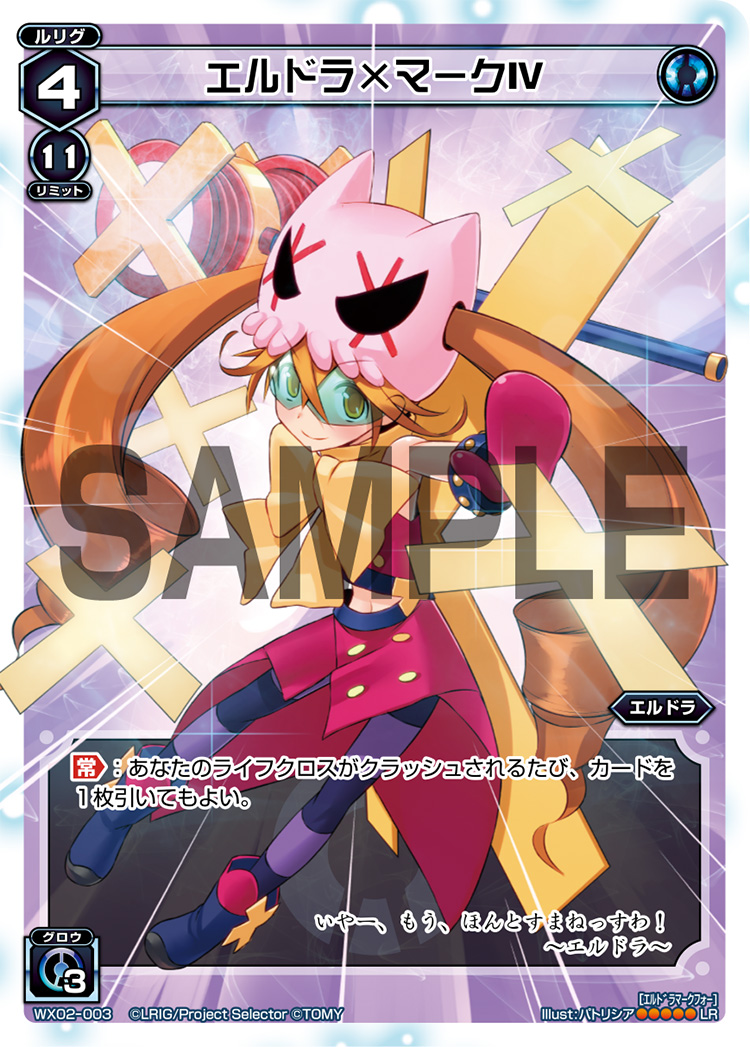 ルリグ
4
エルドラ×マークⅣ
11
リミット
SAMPLE
エルドラ
常：あなたのライフクロスがクラッシュされるたび、カードを
1枚引いてもよい。
いやー、もう、ほんとすまねっすわ！
～エルドラ～
グロウ
3
[エルドラマークフォー]
WX02-003 ©LRIG/Project Selector ©TOMY Illust:パトリシア LR